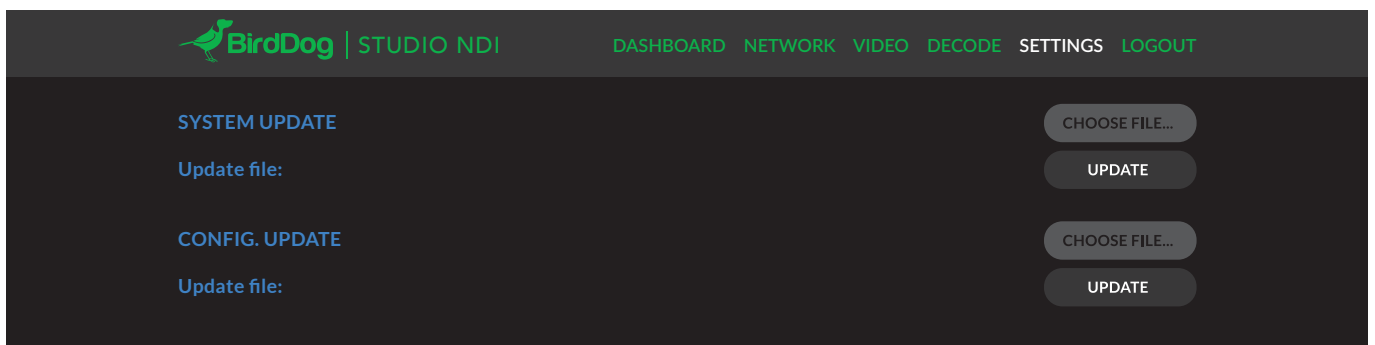 BirdDog | STUDIO NDI DASHBOARD NETWORK VIDEO DECODE SETTINGS LOGOUT
SYSTEM UPDATE CHOOSE FILE...
Update file: UPDATE
CONFIG. UPDATE CHOOSE FILE...
Update file: UPDATE